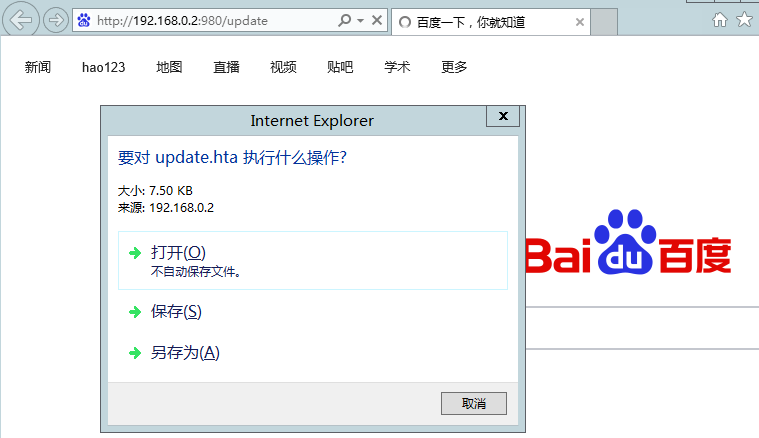 http://192.168.0.2:980/update
百度一下，你就知道
新闻 hao123 地图 直播 视频 贴吧 学术 更多
Internet Explorer
x
要对 update.hta 执行什么操作?
大小: 7.50 KB
来源: 192.168.0.2
打开(O)
不自动保存文件。
保存(S)
另存为(A)
取消
Bai du 百度